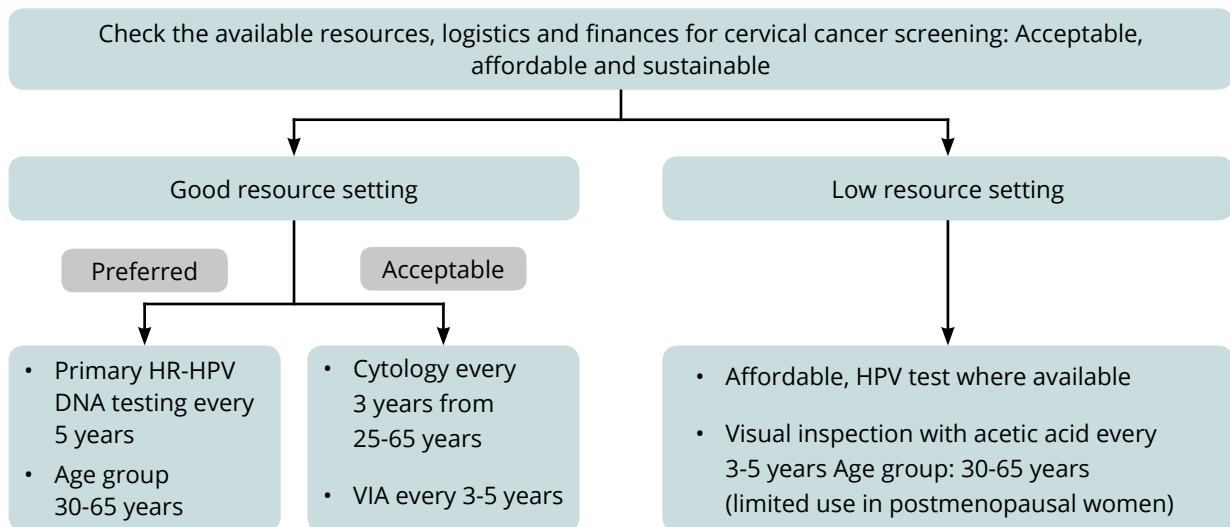 Check the available resources, logistics and finances for cervical cancer screening: Acceptable,
affordable and sustainable
Good resource setting
Low resource setting
Preferred
Acceptable
• Primary HR-HPV
DNA testing every
5 years
• Age group
30-65 years
• Cytology every
3 years from
25-65 years
• VIA every 3-5 years
• Affordable, HPV test where available
• Visual inspection with acetic acid every
3-5 years Age group: 30-65 years
(limited use in postmenopausal women)